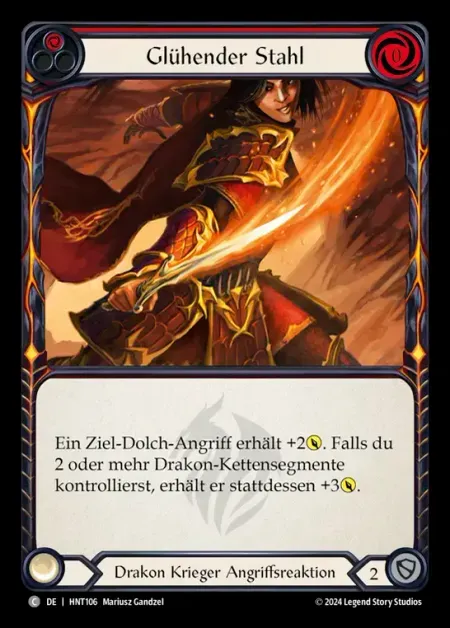 Glühender Stahl
0
Ein Ziel-Dolch-Angriff erhält +2. Falls du
2 oder mehr Drakon-Kettensegmente
kontrollierst, erhält er stattdessen +3.
Drakon Krieger Angriffsreaktion
2
C DE | HNT106 Mariusz Gandzel
© 2024 Legend Story Studios